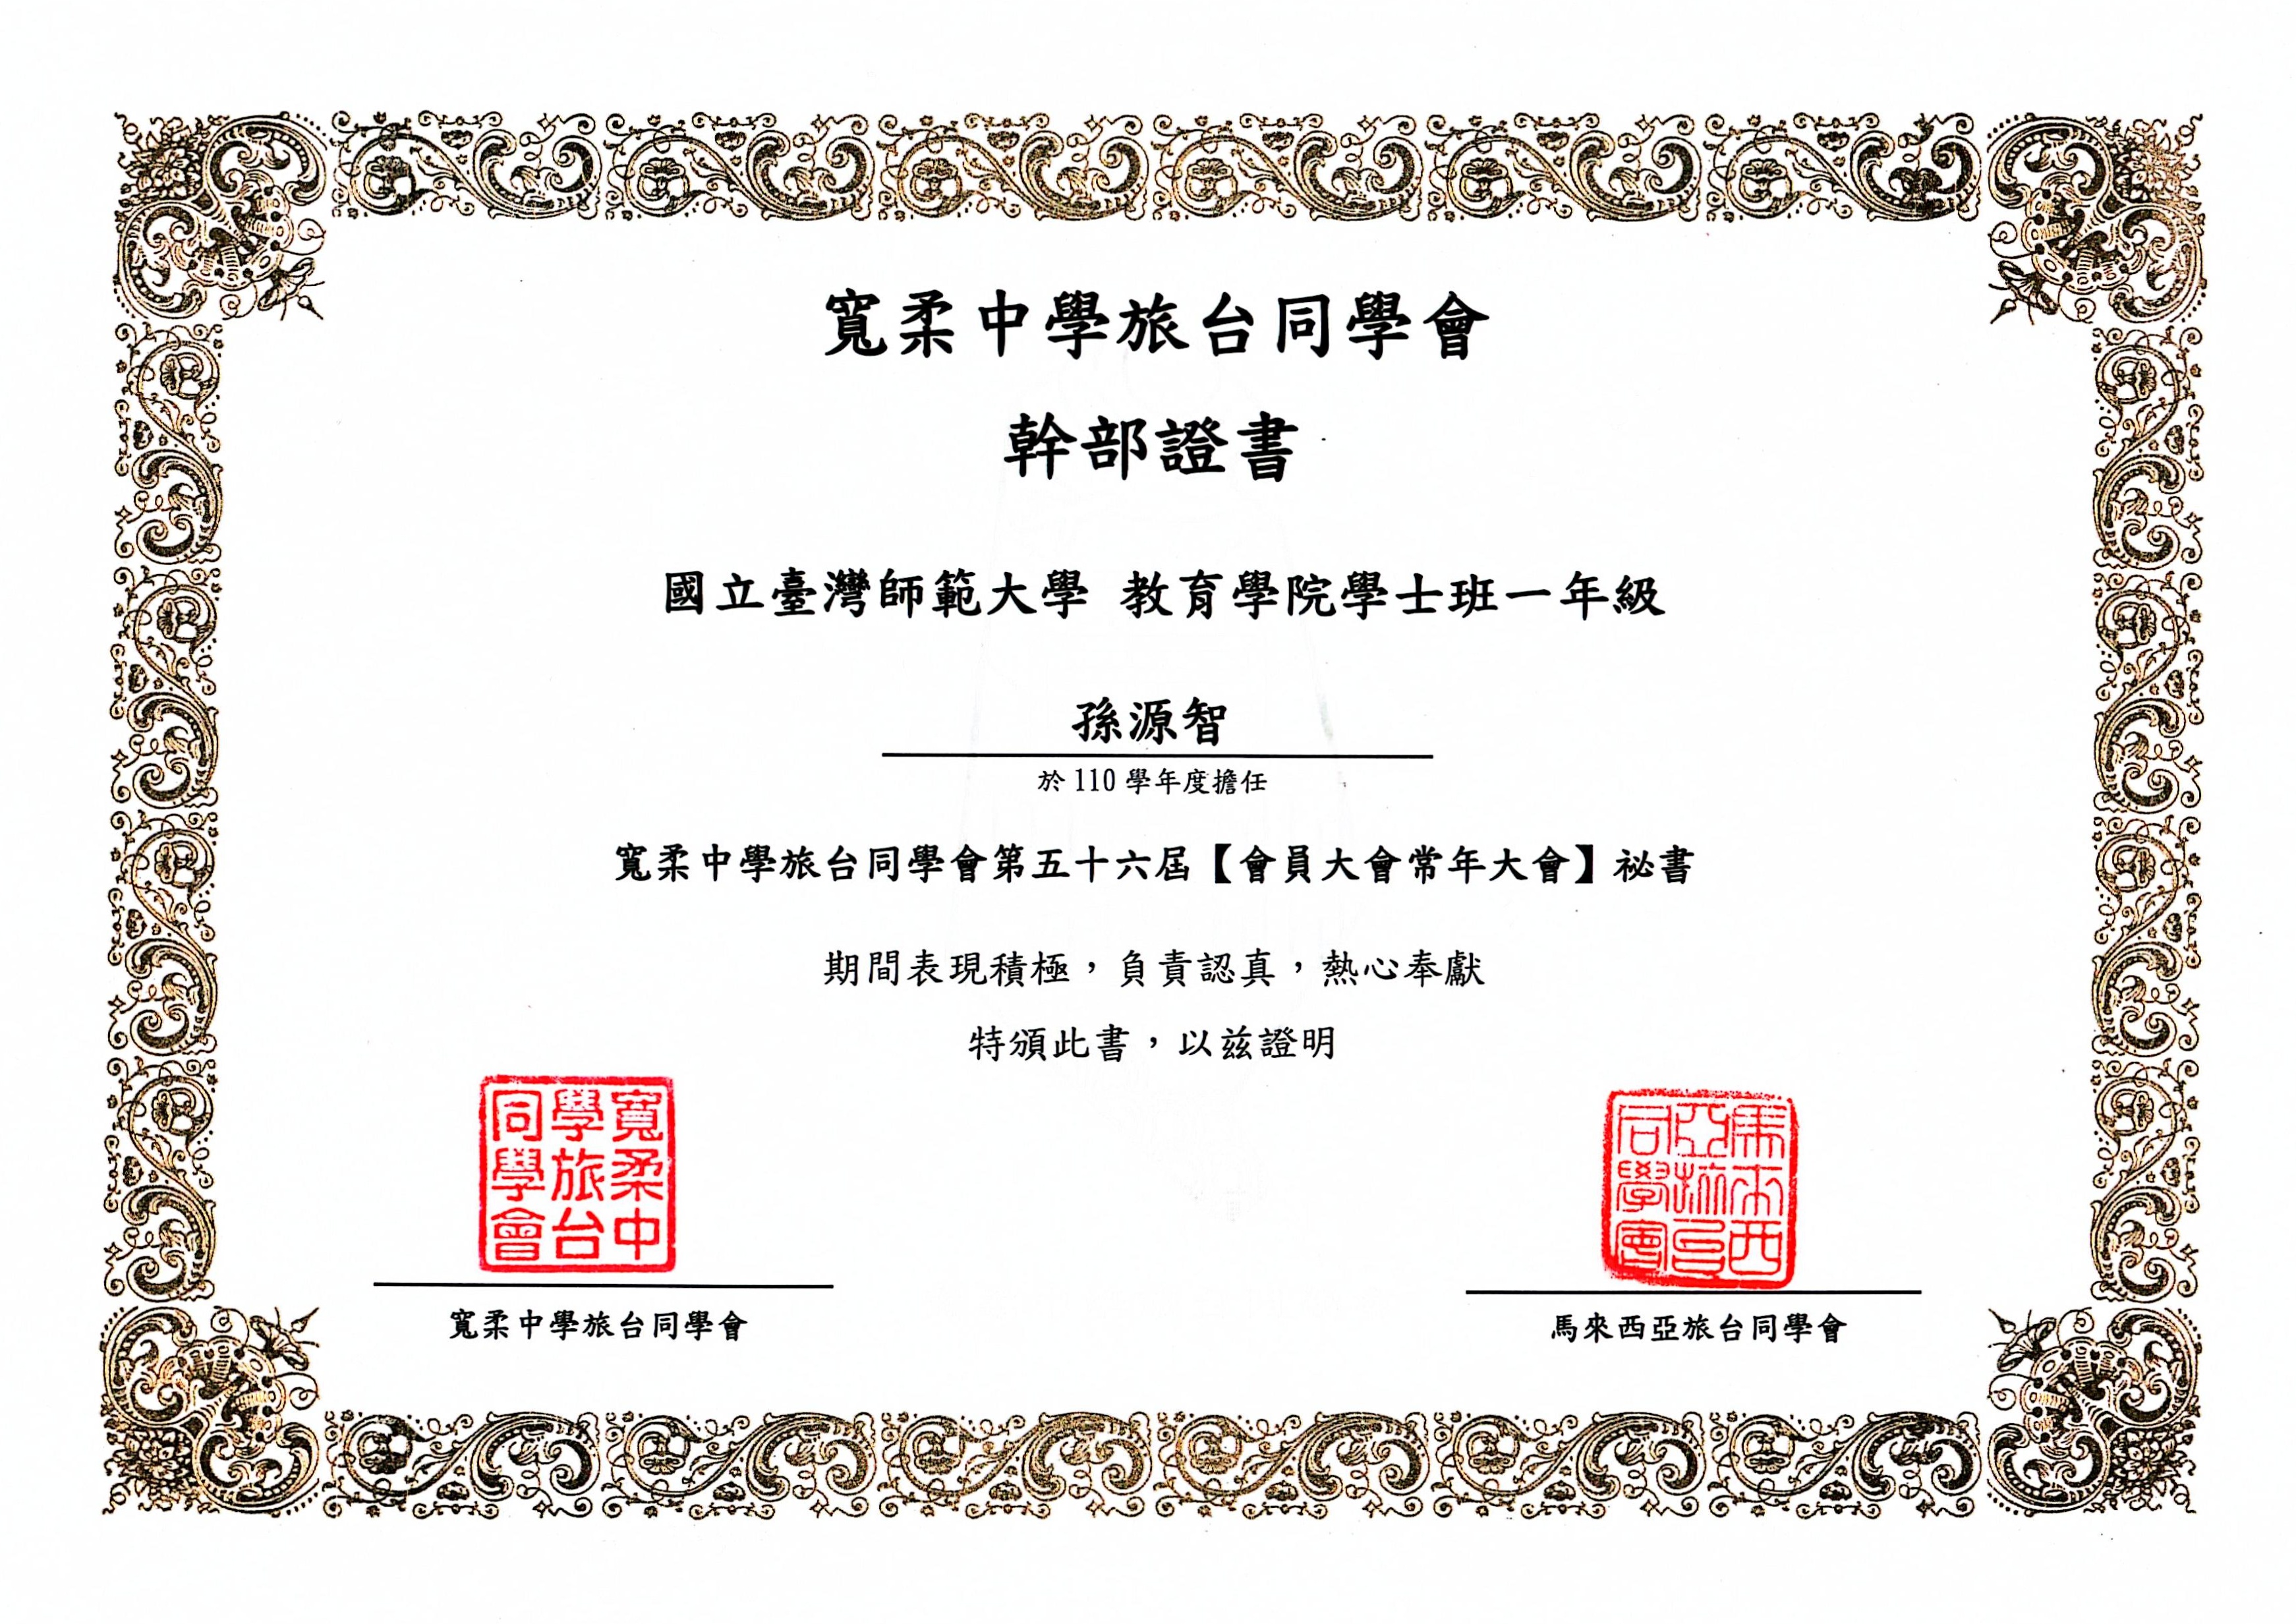 寬柔中學旅台同學會
幹部證書
國立臺灣師範大學 教育學院學士班一年級
孫源智
於 110 學年度擔任
寬柔中學旅台同學會第五十六屆【會員大會常年大會】祕書
期間表現積極，負責認真，熱心奉獻
特頒此書，以茲證明
寬柔中學旅台同學會
馬來西亞旅台同學會
寬柔中學旅台同學會
馬來西亞旅台同學會